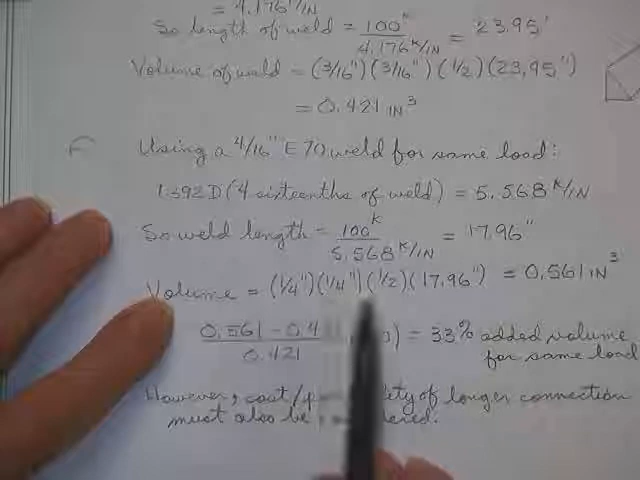 = 4.176 K/IN
So length of weld = 100ᴷ / 4.176 K/IN = 23.95'
Volume of weld = (3/16")(3/16")(1/2)(23,95")
= 0.421 IN³
Using a 4/16" E70 weld for same load:
1.392D (4 sixteenths of weld) = 5.568 K/IN
So weld length = 100ᴷ / 5.568 K/IN = 17.96"
Volume = (1/4")(1/4")(1/2)(17.96") = 0.561 IN³
0.561 - 0.4 / 0.421 ) = 33% added volume
for same load
However, cost/ of longer connection
must also be